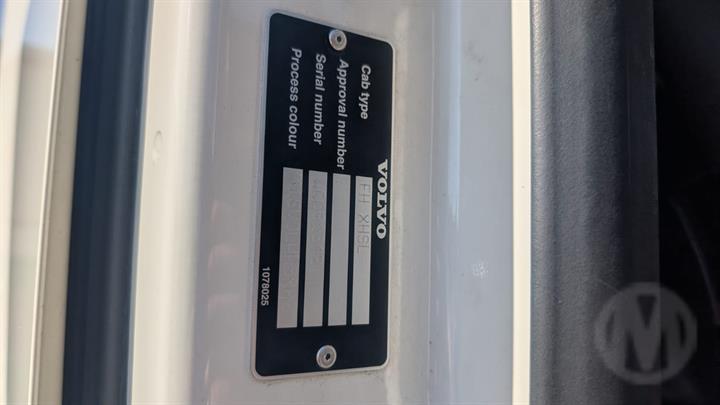 VOLVO
Cab type FH XHSL
Approval number
Serial number
Process colour
1078025
M